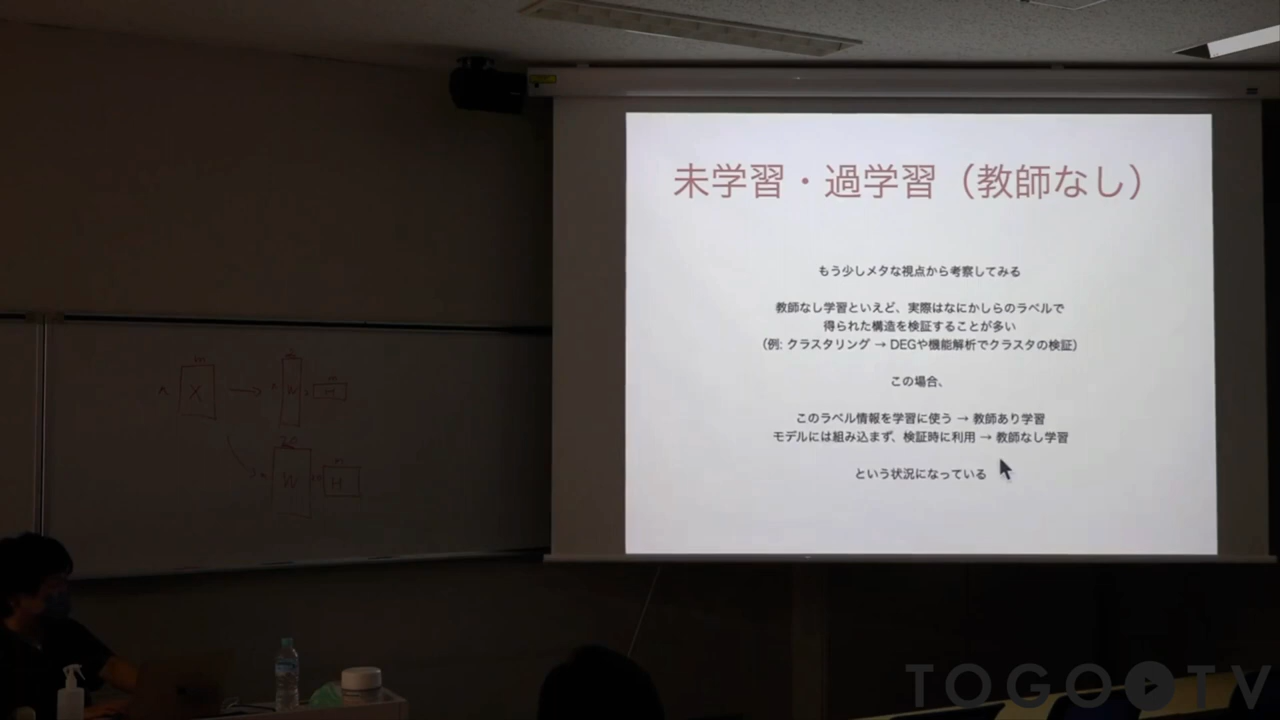 未学習・過学習（教師なし）
もう少しメタな視点から考察してみる
教師なし学習といえど、実際はなにかしらのラベルで
得られた構造を検証することが多い
（例: クラスタリング → DEGや機能解析でクラスタの検証）
この場合、
このラベル情報を学習に使う → 教師あり学習
モデルには組み込まず、検証時に利用 → 教師なし学習
という状況になっている
m
n X
n W
m
W H
TOGO TV